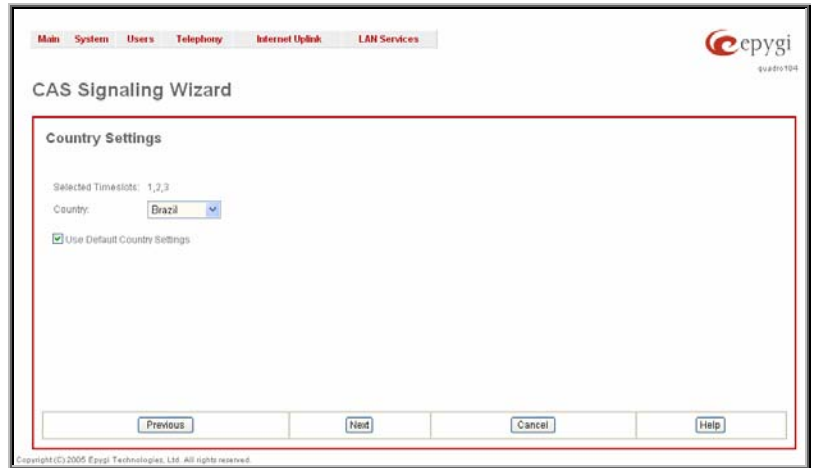 Main System Users Telephony Internet Uplink LAN Services
epygi
quadro104
CAS Signaling Wizard
Country Settings
Selected Timeslots: 1,2,3
Country: Brazil
Use Default Country Settings
Previous Next Cancel Help
Copyright (C) 2005 Epygi Technologies, Ltd. All rights reserved.